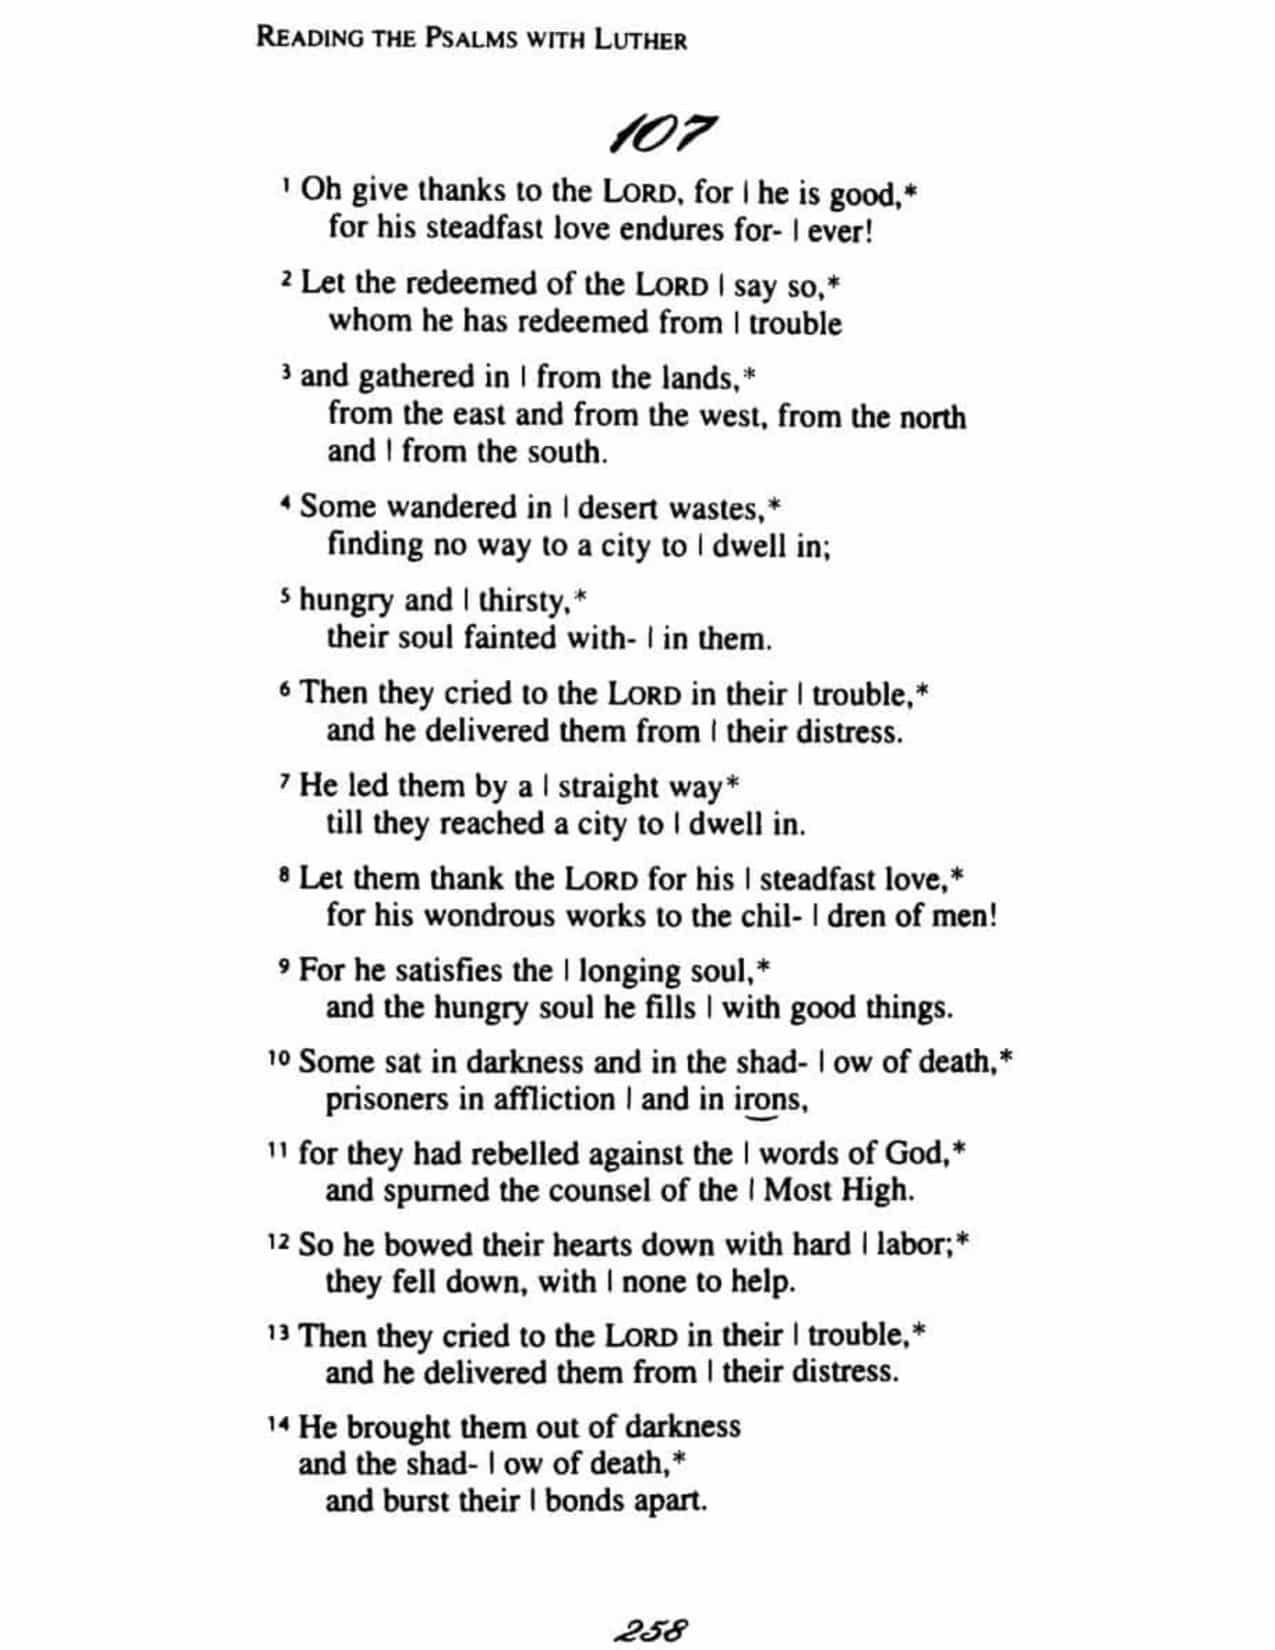 READING THE PSALMS WITH LUTHER
107
1 Oh give thanks to the LORD, for | he is good,*
for his steadfast love endures for- | ever!
2 Let the redeemed of the LORD | say so,*
whom he has redeemed from | trouble
3 and gathered in | from the lands,*
from the east and from the west, from the north
and | from the south.
4 Some wandered in | desert wastes,*
finding no way to a city to | dwell in;
5 hungry and | thirsty,*
their soul fainted with- | in them.
6 Then they cried to the LORD in their | trouble,*
and he delivered them from | their distress.
7 He led them by a | straight way*
till they reached a city to | dwell in.
8 Let them thank the LORD for his | steadfast love,*
for his wondrous works to the chil- | dren of men!
9 For he satisfies the | longing soul,*
and the hungry soul he fills | with good things.
10 Some sat in darkness and in the shad- | ow of death,*
prisoners in affliction | and in irons,
11 for they had rebelled against the | words of God,*
and spurned the counsel of the | Most High.
12 So he bowed their hearts down with hard | labor;*
they fell down, with | none to help.
13 Then they cried to the LORD in their | trouble,*
and he delivered them from | their distress.
14 He brought them out of darkness
and the shad- | ow of death,*
and burst their | bonds apart.
258